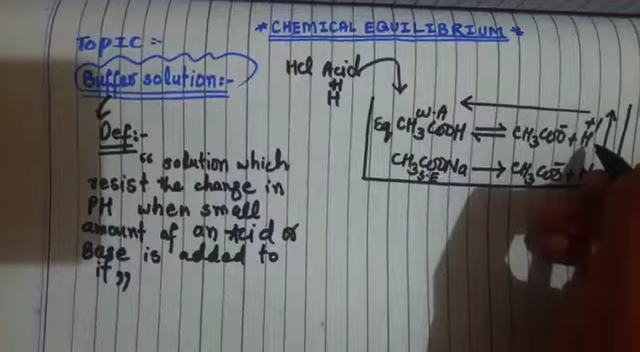 * CHEMICAL EQUILIBRIUM *
TOPIC :-
Buffer solution:-
Def:-
“ solution which
resist the change in
PH when small
amount of an Acid or
Base is added to
it ”
HCl Acid
H
H
W.A
Eq CH₃COOH ⇌ CH₃COO⁻ + H⁺
CH₃COONa → CH₃COO⁻ +
S.E